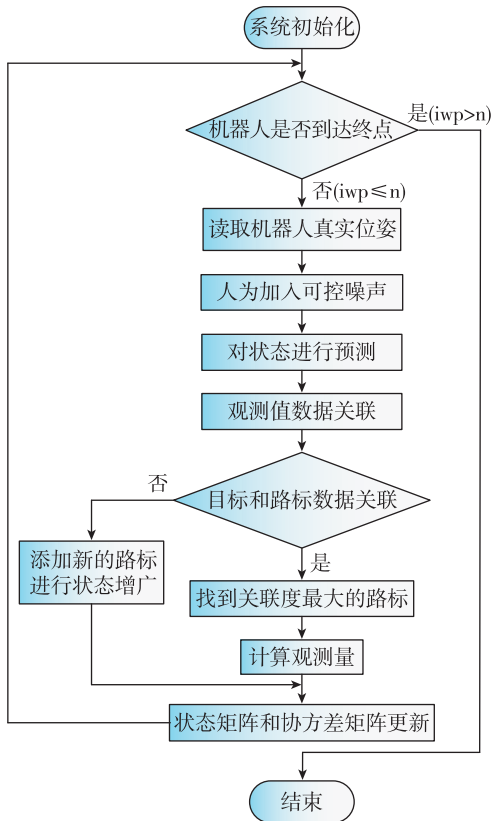 系统初始化
机器人是否到达终点
是(iwp>n)
否(iwp≤n)
读取机器人真实位姿
人为加入可控噪声
对状态进行预测
观测值数据关联
否
目标和路标数据关联
是
添加新的路标
进行状态增广
找到关联度最大的路标
计算观测量
状态矩阵和协方差矩阵更新
结束